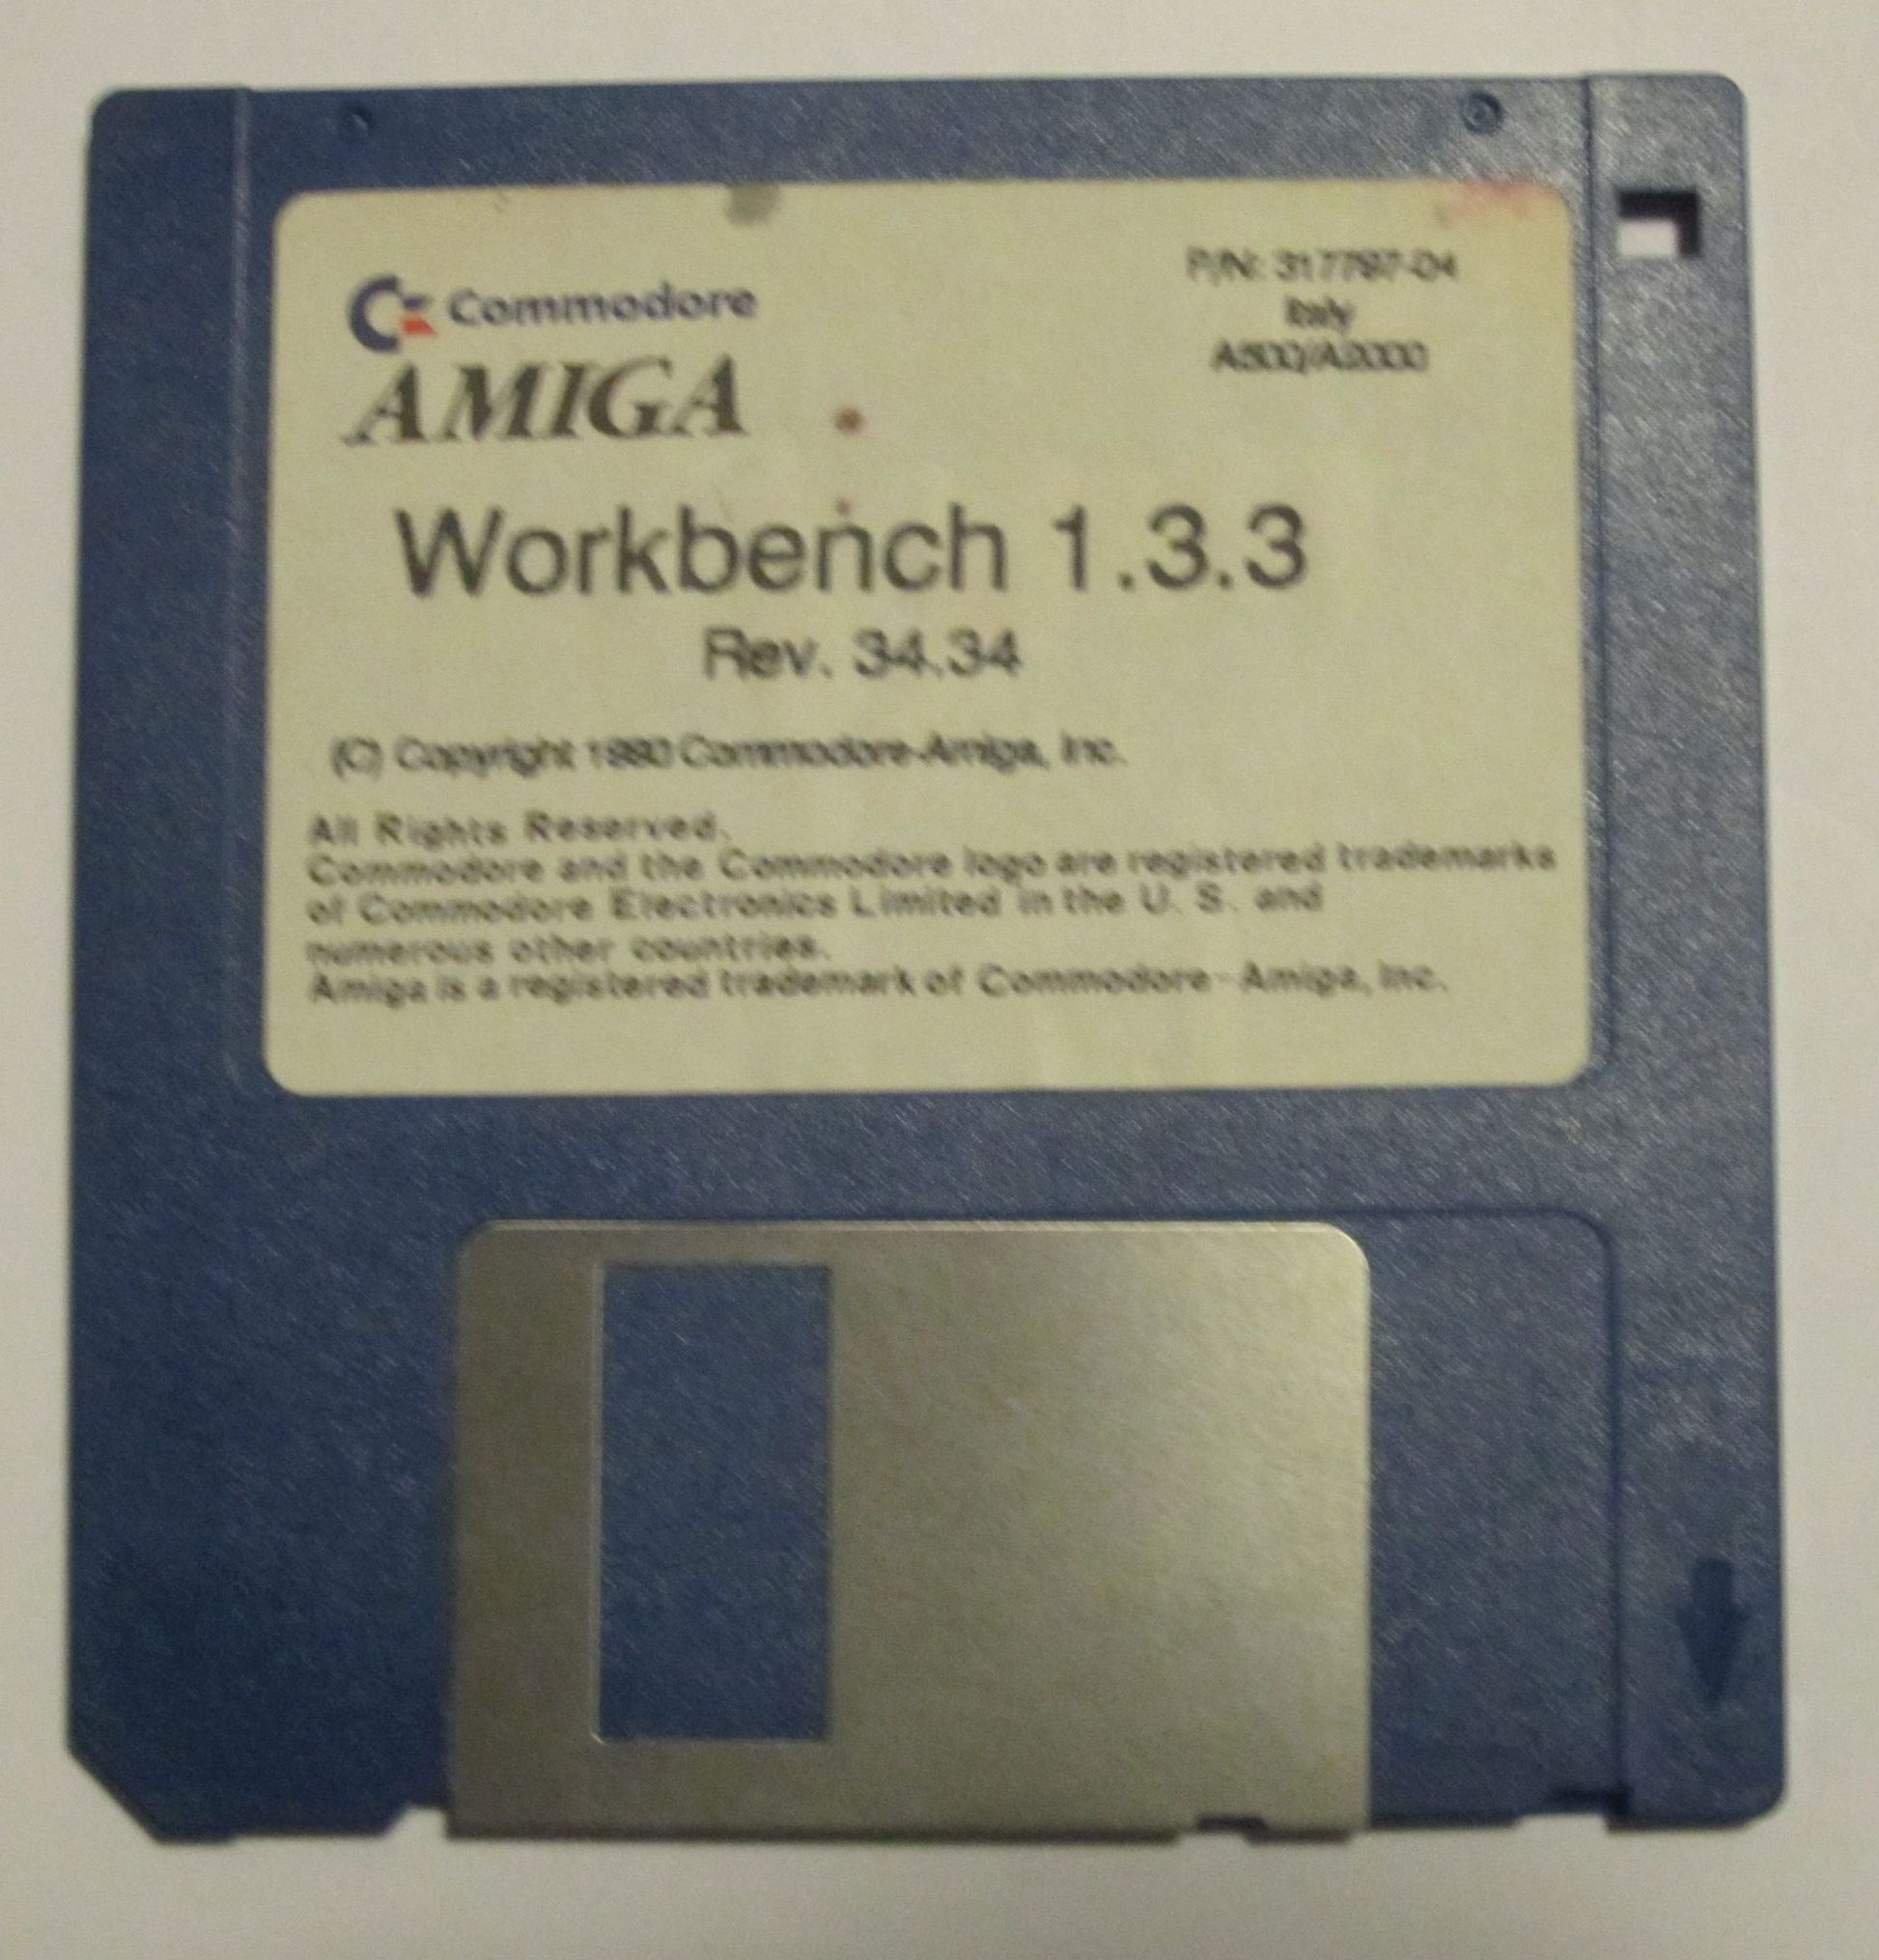 Commodore
AMIGA
P/N: 317797-04
Italy
A500/A2000
Workbench 1.3.3
Rev. 34.34
(C) Copyright 1990 Commodore-Amiga, Inc.
All Rights Reserved.
Commodore and the Commodore logo are registered trademarks
of Commodore Electronics Limited in the U. S. and
numerous other countries.
Amiga is a registered trademark of Commodore-Amiga, Inc.